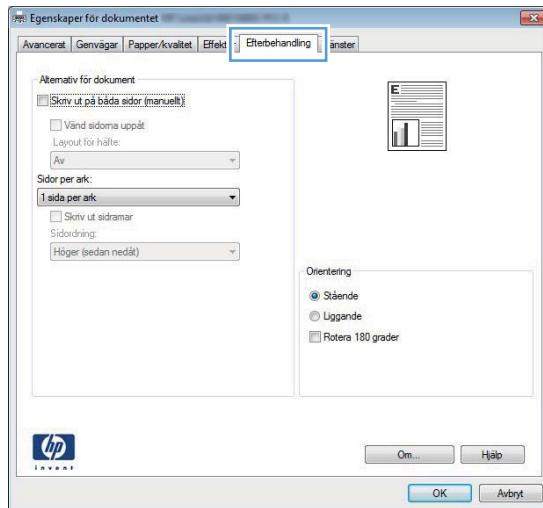 Egenskaper för dokumentet
Avancerat Genvägar Papper/kvalitet Effekt Efterbehandling änster
Alternativ för dokument
Skriv ut på båda sidor (manuellt)
Vänd sidorna uppåt
Layout för häfte:
Av
Sidor per ark:
1 sida per ark
Skriv ut sidramar
Sidordning:
Höger (sedan nedåt)
E
Orientering
Stående
Liggande
Rotera 180 grader
hp
invent
Om... Hjälp
OK Avbryt